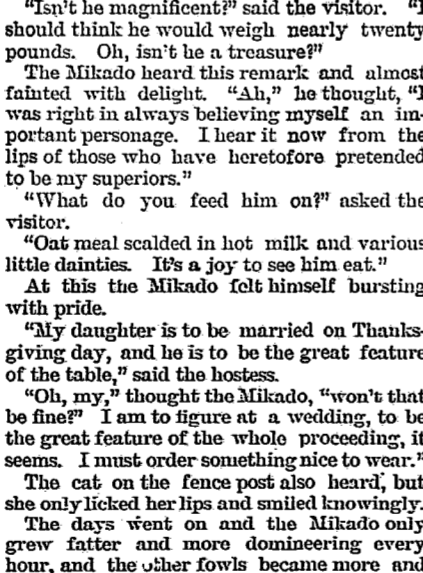 "Isn't he magnificent?" said the visitor. "I
should think he would weigh nearly twenty
pounds. Oh, isn't he a treasure?"
The Mikado heard this remark and almost
fainted with delight. "Ah," he thought, "I
was right in always believing myself an im-
portant personage. I hear it now from the
lips of those who have heretofore pretended
to be my superiors."
"What do you feed him on?" asked the
visitor.
"Oat meal scalded in hot milk and various
little dainties. It's a joy to see him eat."
At this the Mikado felt himself bursting
with pride.
"My daughter is to be married on Thanks-
giving day, and he is to be the great feature
of the table," said the hostess.
"Oh, my," thought the Mikado, "won't that
be fine?" I am to figure at a wedding, to be
the great feature of the whole proceeding, it
seems. I must order something nice to wear."
The cat on the fence post also heard, but
she only licked her lips and smiled knowingly.
The days went on and the Mikado only
grew fatter and more domineering every
hour, and the other fowls became more and